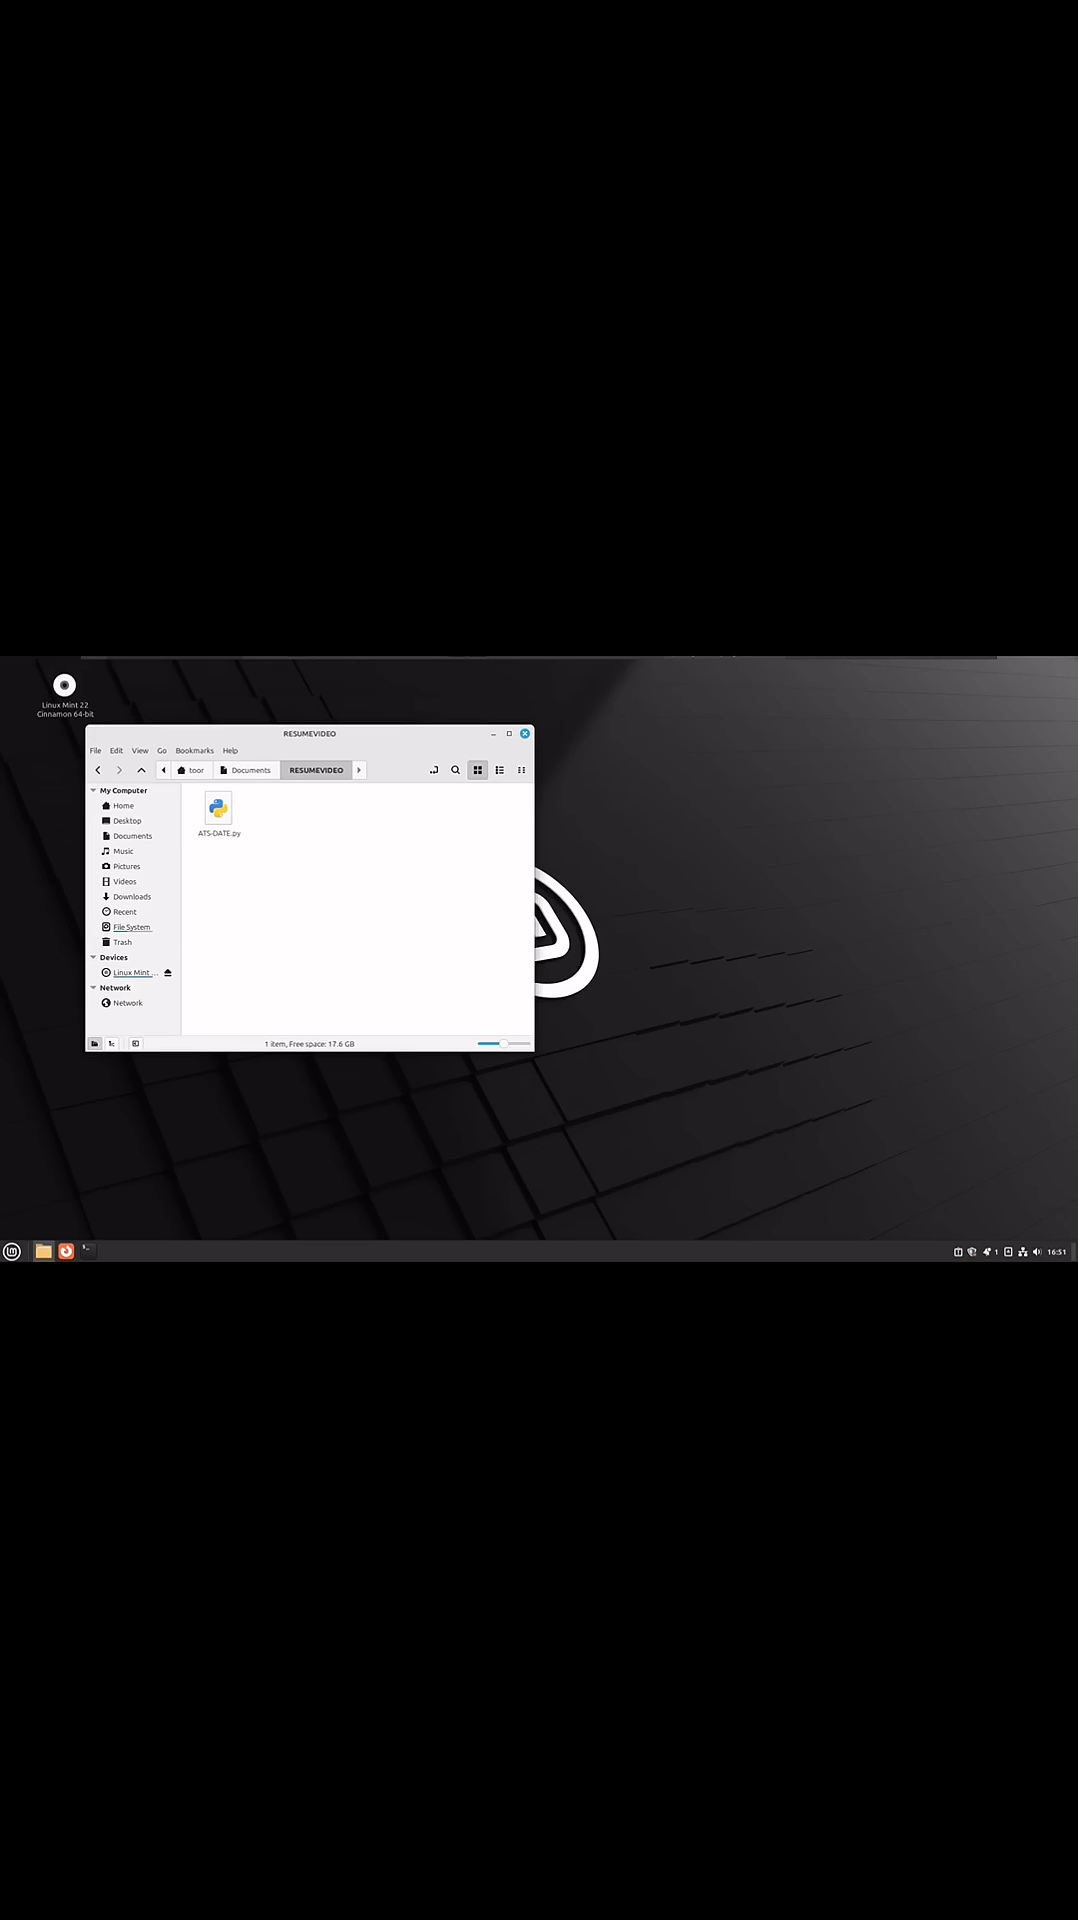 Linux Mint 22
Cinnamon 64-bit
RESUMEVIDEO
File Edit View Go Bookmarks Help
toor Documents RESUMEVIDEO
My Computer
Home
Desktop
Documents
Music
Pictures
Videos
Downloads
Recent
File System
Trash
Devices
Linux Mint ...
Network
Network
ATS-DATE.py
1 item, Free space: 17.6 GB
1 16:51